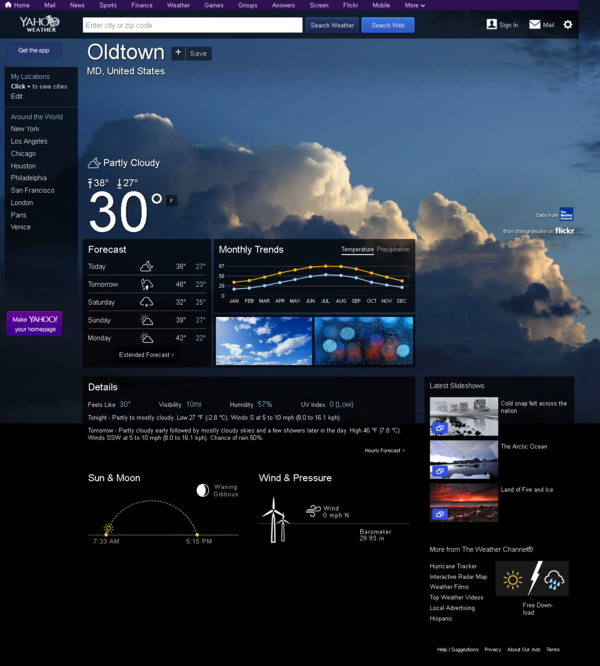 Home Mail News Sports Finance Weather Games Groups Answers Screen Flickr Mobile More
YAHOO!
WEATHER
Enter city or zip code
Search Weather
Search Web
Sign In
Mail
Get the app
My Locations
Click + to save cities
Edit
Around the World
New York
Los Angeles
Chicago
Houston
Philadelphia
San Francisco
London
Paris
Venice
Make YAHOO!
your homepage
Oldtown
+ Save
MD, United States
Partly Cloudy
38° 27°
30° F
Data from The Weather Channel
flickr
Forecast
Today 38° 27°
Tomorrow 46° 23°
Saturday 32° 25°
Sunday 39° 27°
Monday 42° 22°
Extended Forecast >
Monthly Trends
Temperature Precipitation
87
58
29
0
JAN FEB MAR APR MAY JUN JUL AUG SEP OCT NOV DEC
Details
Feels Like 30° Visibility 10mi Humidity 57% UV Index 0 (Low)
Tonight - Partly to mostly cloudy. Low 27 °F (-2.8 °C). Winds S at 5 to 10 mph (8.0 to 16.1 kph).
Tomorrow - Partly cloudy early followed by mostly cloudy skies and a few showers later in the day. High 46 °F (7.8 °C).
Winds SSW at 5 to 10 mph (8.0 to 16.1 kph). Chance of rain 50%.
Hourly Forecast >
Sun & Moon
Waning
Gibbous
7:33 AM
5:15 PM
Wind & Pressure
Wind
0 mph N
Barometer
29.93 in
Latest Slideshows
Cold snap felt across the
nation
The Arctic Ocean
Land of Fire and Ice
More from The Weather Channel®
Hurricane Tracker
Interactive Radar Map
Weather Films
Top Weather Videos
Local Advertising
Hispanic
Free Down-
load
Help / Suggestions Privacy About Our Ads Terms